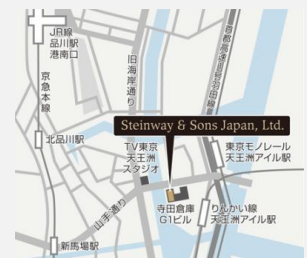 JR線
品川駅
港南口
京急本線
旧海岸通り
首都高速1号羽田線
Steinway & Sons Japan, Ltd.
北品川駅
TV東京
天王洲
スタジオ
東京モノレール
天王洲アイル駅
山手通り
寺田倉庫
G1ビル
りんかい線
天王洲アイル駅
新馬場駅